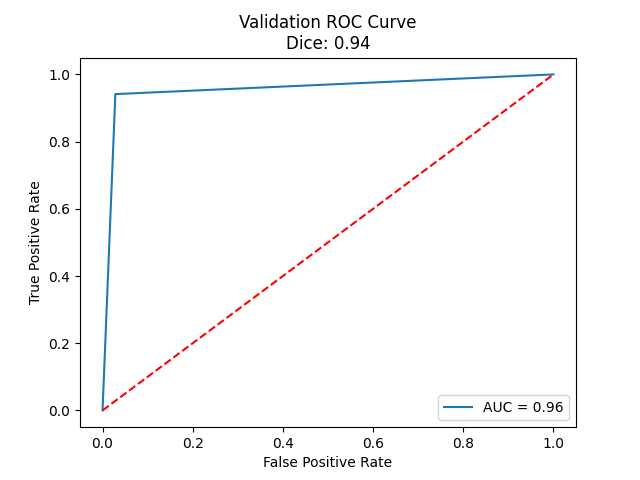 Validation ROC Curve
Dice: 0.94
1.0
0.8
0.6
0.4
0.2
0.0
True Positive Rate
AUC = 0.96
0.0 0.2 0.4 0.6 0.8 1.0
False Positive Rate